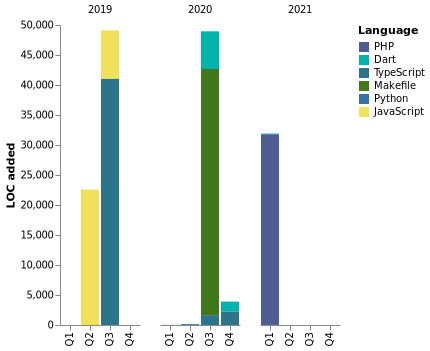 2019 2020 2021
Language
PHP
Dart
TypeScript
Makefile
Python
JavaScript
LOC added
50,000
45,000
40,000
35,000
30,000
25,000
20,000
15,000
10,000
5,000
0
Q1 Q2 Q3 Q4 Q1 Q2 Q3 Q4 Q1 Q2 Q3 Q4